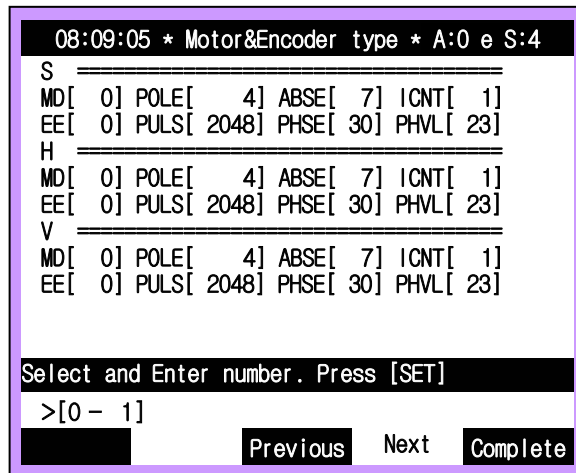 08:09:05 * Motor&Encoder type * A:0 e S:4
S ====================================
MD[ 0] POLE[ 4] ABSE[ 7] ICNT[ 1]
EE[ 0] PULS[ 2048] PHSE[ 30] PHVL[ 23]
H ====================================
MD[ 0] POLE[ 4] ABSE[ 7] ICNT[ 1]
EE[ 0] PULS[ 2048] PHSE[ 30] PHVL[ 23]
V ====================================
MD[ 0] POLE[ 4] ABSE[ 7] ICNT[ 1]
EE[ 0] PULS[ 2048] PHSE[ 30] PHVL[ 23]
Select and Enter number. Press [SET]
>[0 – 1]
Previous Next Complete